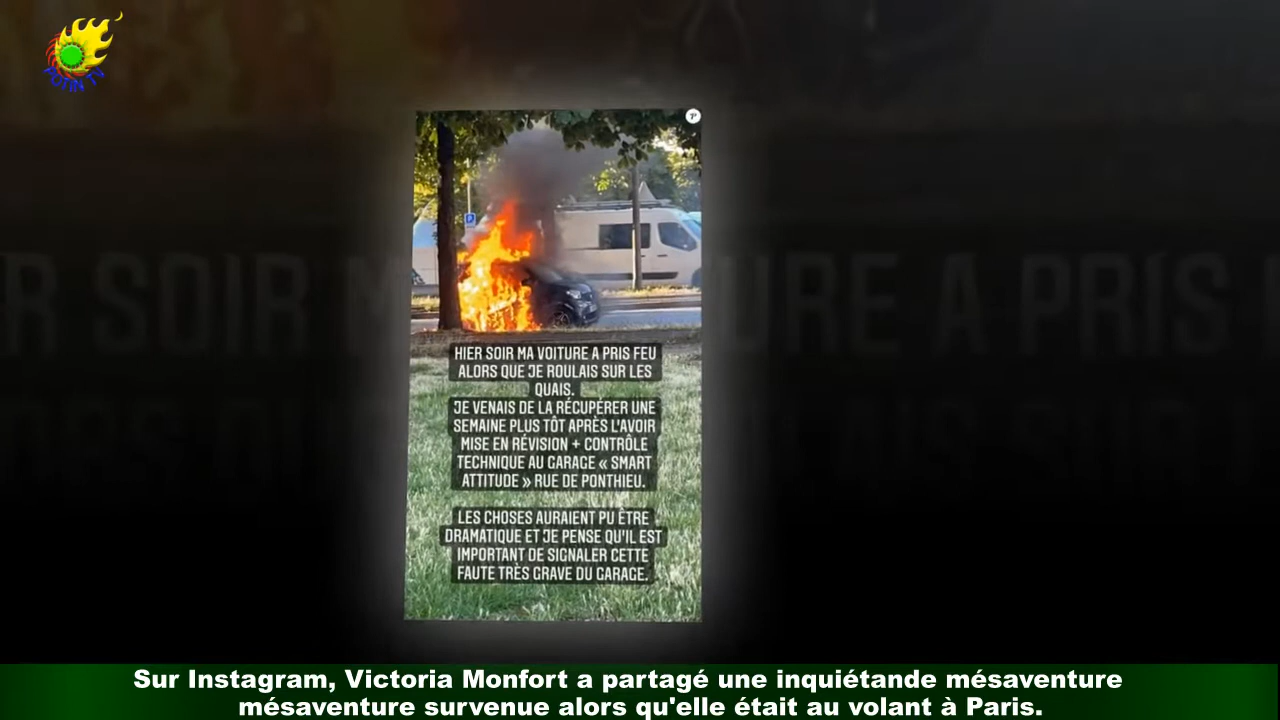 POTIN TV
HIER SOIR MA VOITURE A PRIS FEU
ALORS QUE JE ROULAIS SUR LES
QUAIS.
JE VENAIS DE LA RÉCUPÉRER UNE
SEMAINE PLUS TÔT APRÈS L'AVOIR
MISE EN RÉVISION + CONTRÔLE
TECHNIQUE AU GARAGE « SMART
ATTITUDE » RUE DE PONTHIEU.
LES CHOSES AURAIENT PU ÊTRE
DRAMATIQUE ET JE PENSE QU'IL EST
IMPORTANT DE SIGNALER CETTE
FAUTE TRÈS GRAVE DU GARAGE.
Sur Instagram, Victoria Monfort a partagé une inquiétande mésaventure
mésaventure survenue alors qu'elle était au volant à Paris.